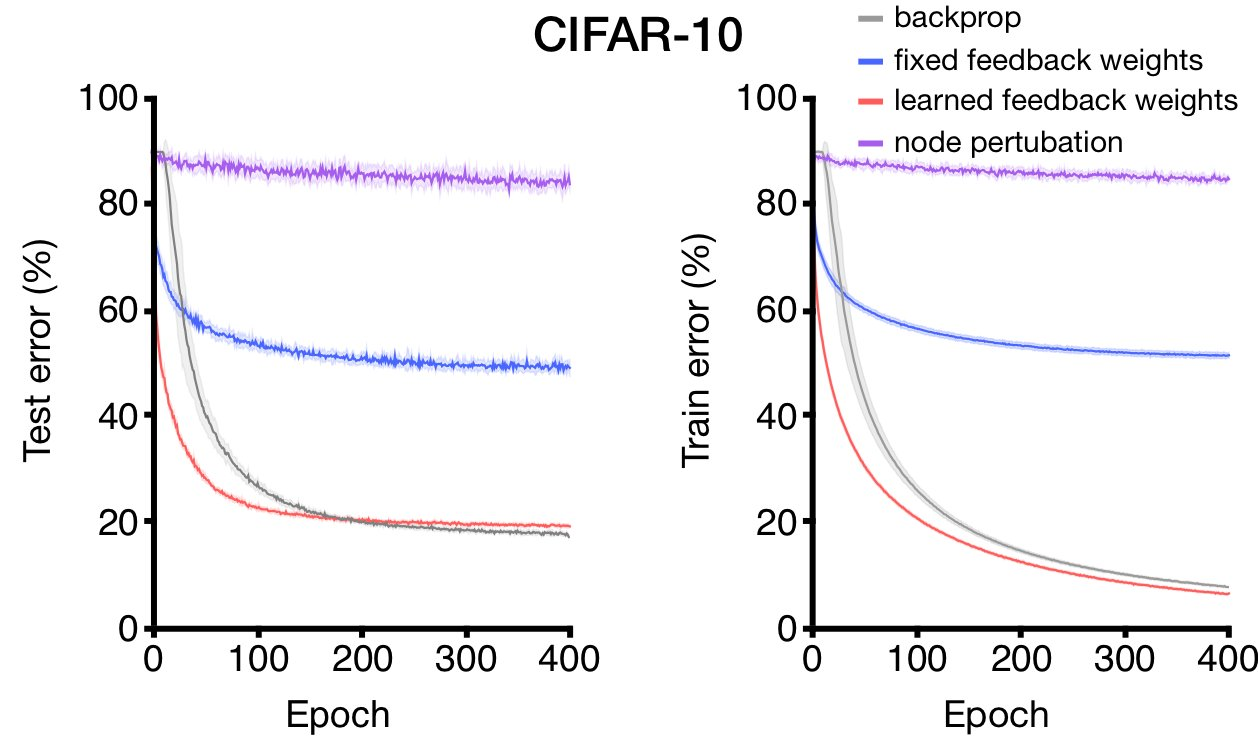 CIFAR-10
backprop
fixed feedback weights
learned feedback weights
node pertubation
Test error (%)
100
80
60
40
20
0
0 100 200 300 400
Epoch
Train error (%)
100
80
60
40
20
0
0 100 200 300 400
Epoch